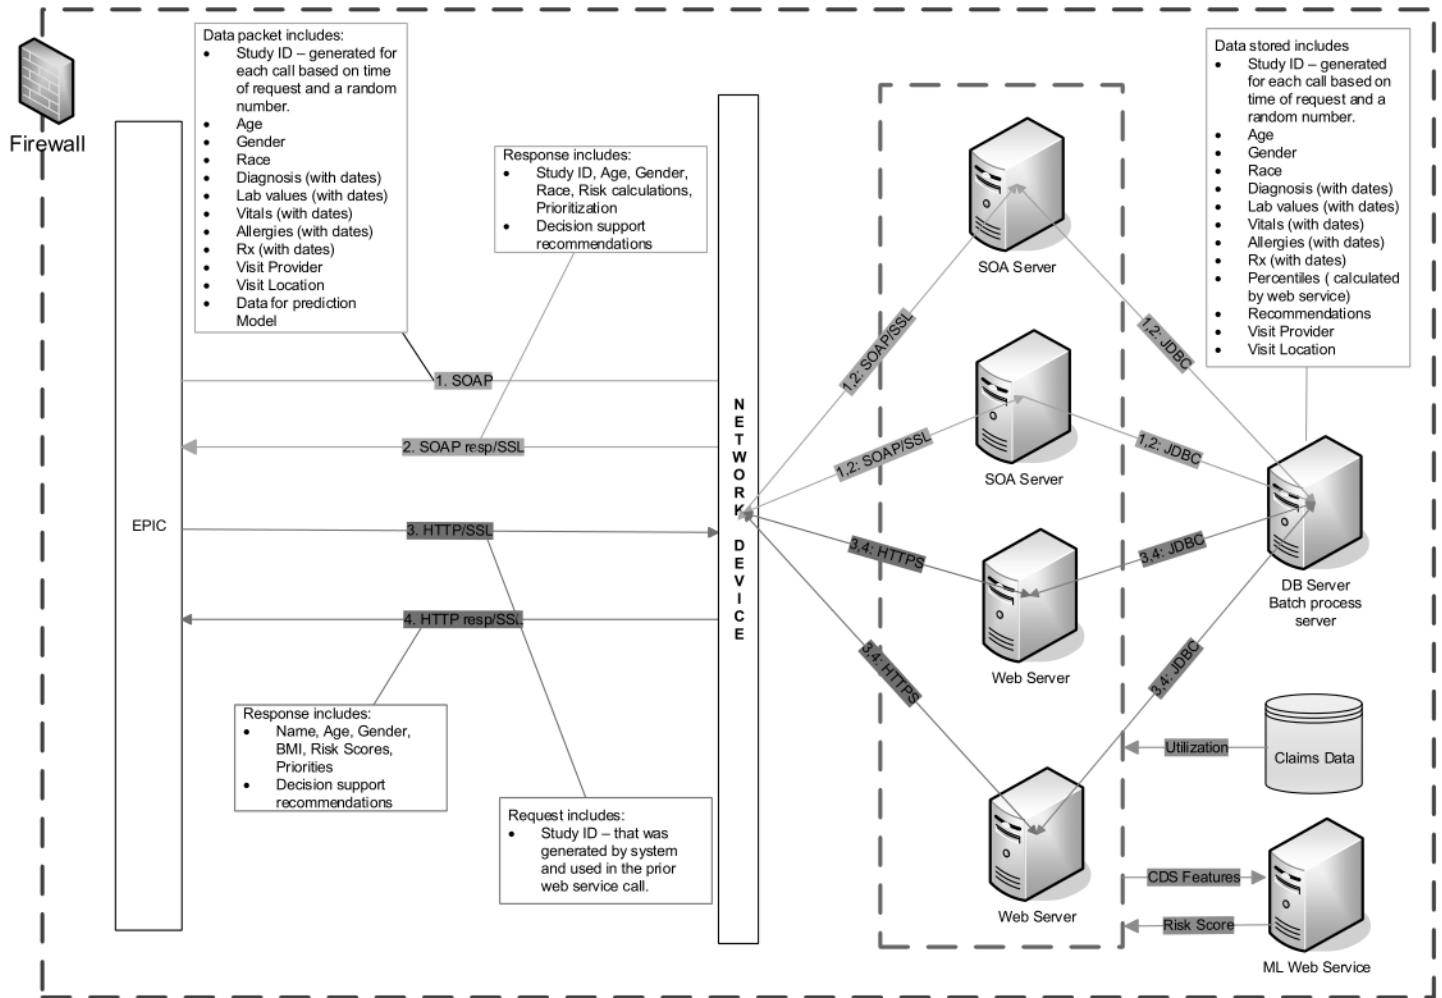 Firewall
Data packet includes:
• Study ID – generated for
each call based on time
of request and a random
number.
• Age
• Gender
• Race
• Diagnosis (with dates)
• Lab values (with dates)
• Vitals (with dates)
• Allergies (with dates)
• Rx (with dates)
• Visit Provider
• Visit Location
• Data for prediction
Model
Response includes:
• Study ID, Age, Gender,
Race, Risk calculations,
Prioritization
• Decision support
recommendations
EPIC
1. SOAP
2. SOAP resp/SSL
3. HTTP/SSL
4. HTTP resp/SSL
Response includes:
• Name, Age, Gender,
BMI, Risk Scores,
Priorities
• Decision support
recommendations
Request includes:
• Study ID – that was
generated by system
and used in the prior
web service call.
NETWORK DEVICE
1,2: SOAP/SSL
1,2: SOAP/SSL
3,4: HTTPS
3,4: HTTPS
SOA Server
SOA Server
Web Server
Web Server
1,2: JDBC
1,2: JDBC
3,4: JDBC
3,4: JDBC
Data stored includes
• Study ID – generated
for each call based on
time of request and a
random number.
• Age
• Gender
• Race
• Diagnosis (with dates)
• Lab values (with dates)
• Vitals (with dates)
• Allergies (with dates)
• Rx (with dates)
• Percentiles ( calculated
by web service)
• Recommendations
• Visit Provider
• Visit Location
DB Server
Batch process
server
Utilization
Claims Data
CDS Features
Risk Score
ML Web Service